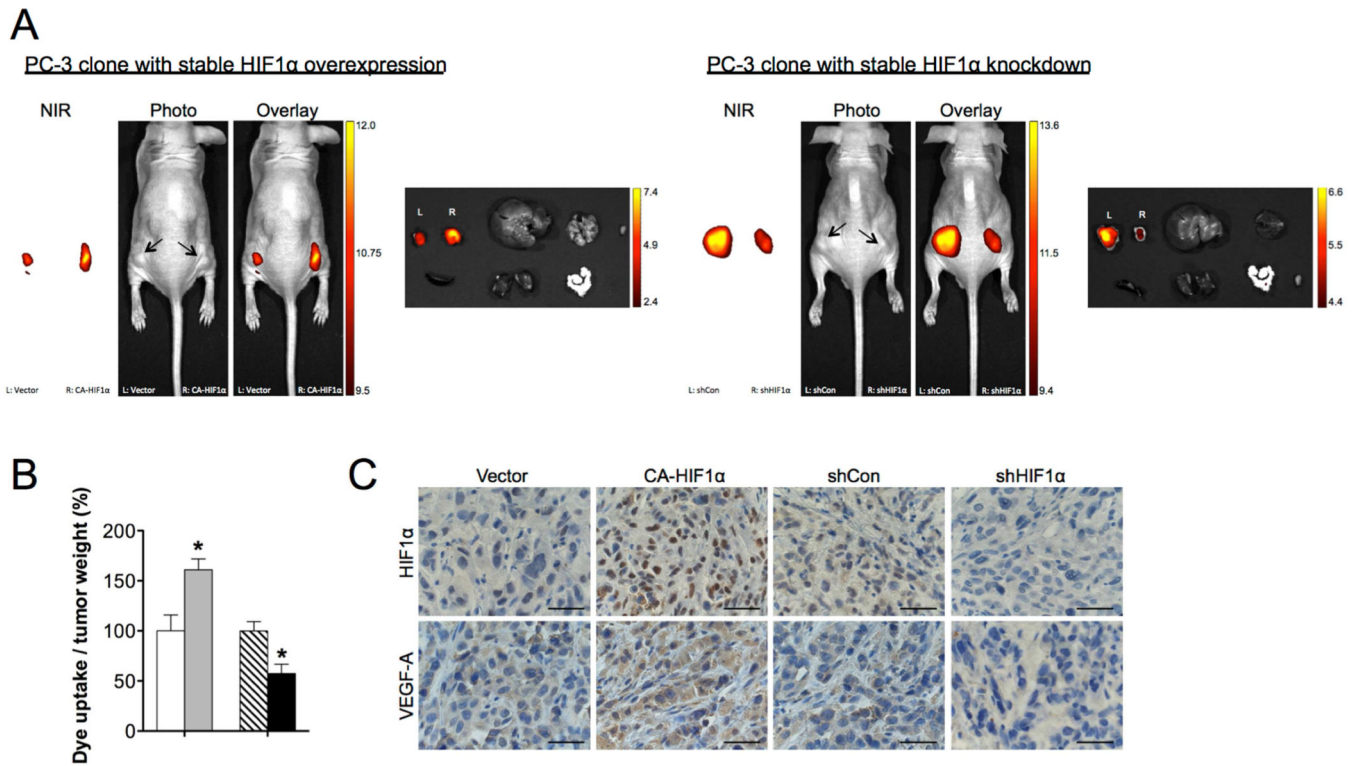 A
PC-3 clone with stable HIF1α overexpression
NIR
Photo
Overlay
12.0
10.75
9.5
L: Vector
R: CA-HIF1α
L: Vector
R: CA-HIF1α
L: Vector
R: CA-HIF1α
L
R
7.4
4.9
2.4
PC-3 clone with stable HIF1α knockdown
NIR
Photo
Overlay
13.6
11.5
9.4
L: shCon
R: shHIF1α
L: shCon
R: shHIF1α
L: shCon
R: shHIF1α
L
R
6.6
5.5
4.4
B
Dye uptake / tumor weight (%)
200
150
100
50
0
*
*
C
Vector
CA-HIF1α
shCon
shHIF1α
HIF1α
VEGF-A